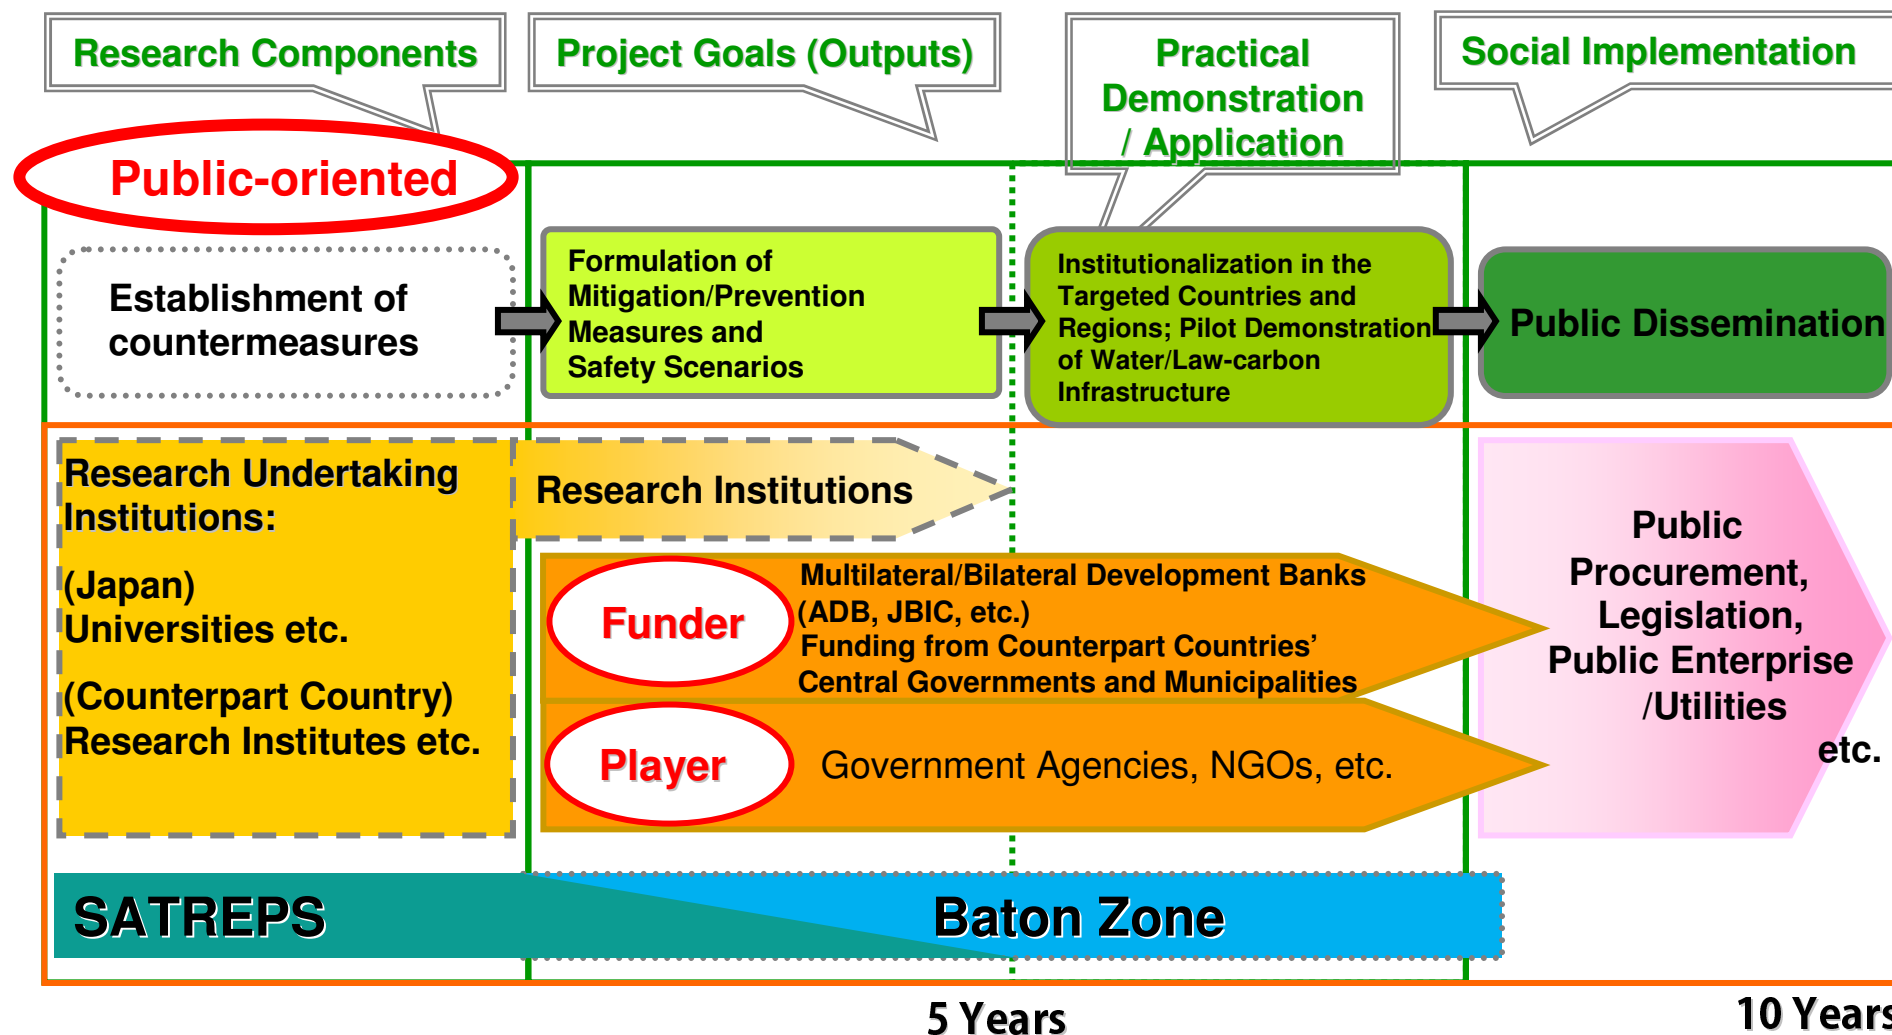 Research Components
Project Goals (Outputs)
Practical
Demonstration
/ Application
Social Implementation
Public-oriented
Establishment of
countermeasures
Formulation of
Mitigation/Prevention
Measures and
Safety Scenarios
Institutionalization in the
Targeted Countries and
Regions; Pilot Demonstration
of Water/Law-carbon
Infrastructure
Public Dissemination
Research Undertaking
Institutions:
(Japan)
Universities etc.
(Counterpart Country)
Research Institutes etc.
Research Institutions
Funder
Multilateral/Bilateral Development Banks
(ADB, JBIC, etc.)
Funding from Counterpart Countries’
Central Governments and Municipalities
Player
Government Agencies, NGOs, etc.
Public
Procurement,
Legislation,
Public Enterprise
/Utilities
etc.
SATREPS
Baton Zone
5 Years
10 Years